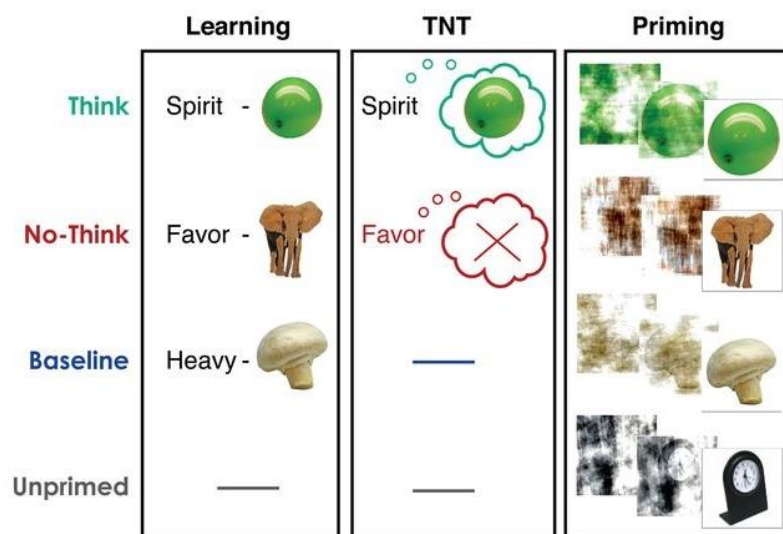 Learning TNT Priming
Think Spirit - Spirit
No-Think Favor - Favor
Baseline Heavy -
Unprimed